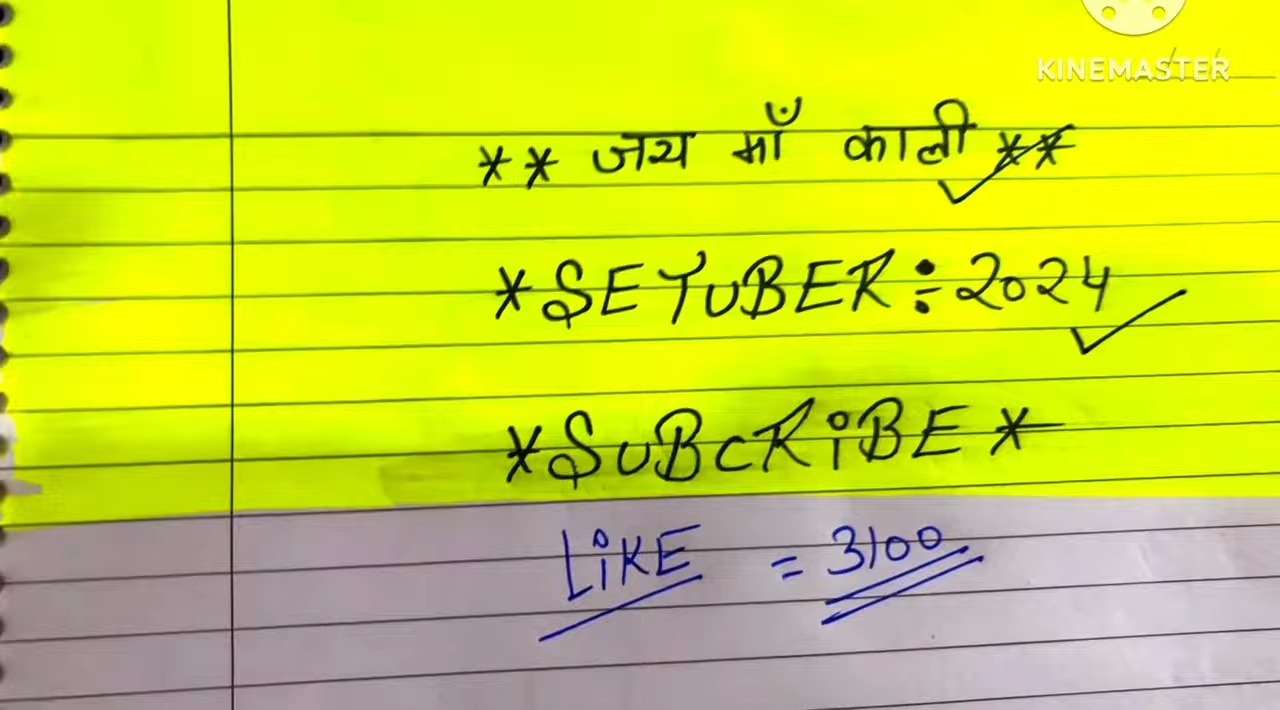 KINEMASTER
** जय माँ काली **
*SETUBER÷2024
*SUBCRiBE*
LiKE = 3100